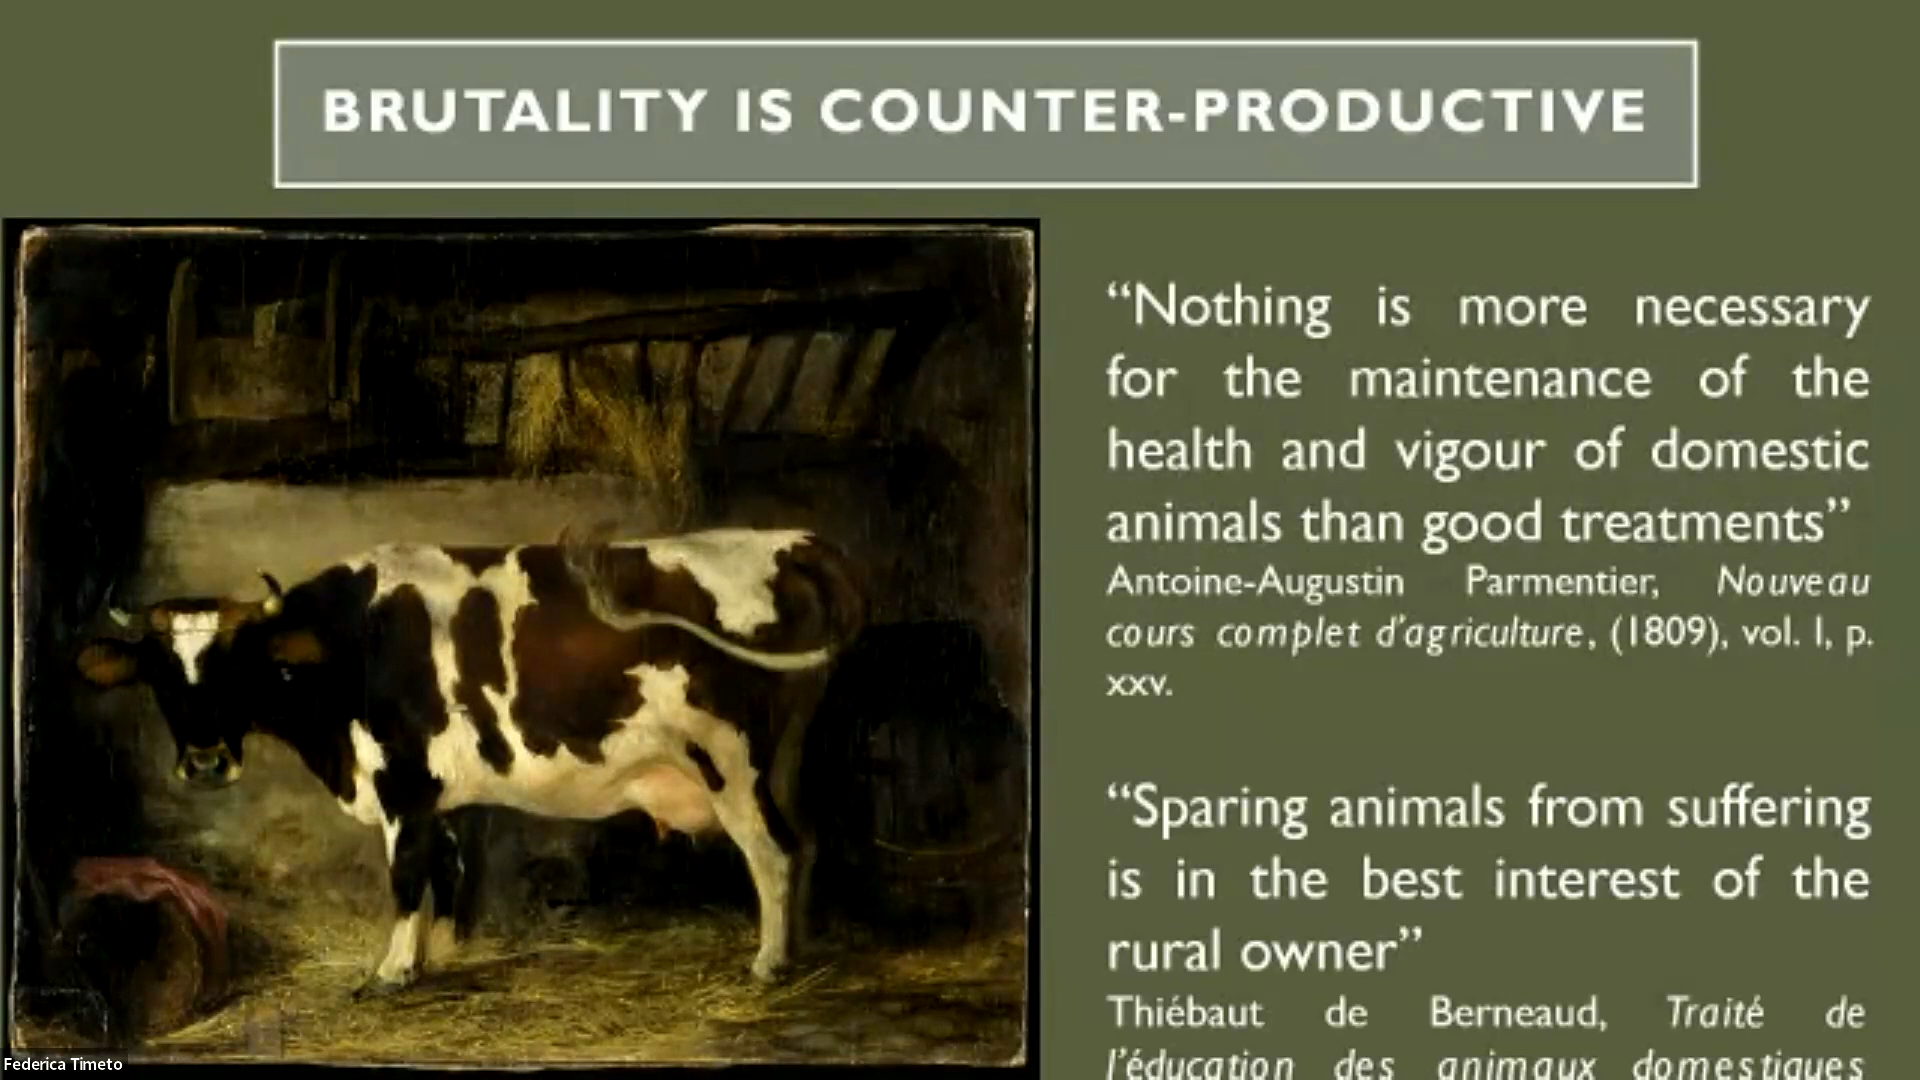 BRUTALITY IS COUNTER-PRODUCTIVE
“Nothing is more necessary
for the maintenance of the
health and vigour of domestic
animals than good treatments”
Antoine-Augustin Parmentier, Nouveau
cours complet d’agriculture, (1809), vol. I, p.
xxv.
“Sparing animals from suffering
is in the best interest of the
rural owner”
Thiébaut de Berneaud, Traité de
l’éducation des animaux domestiques
Federica Timeto